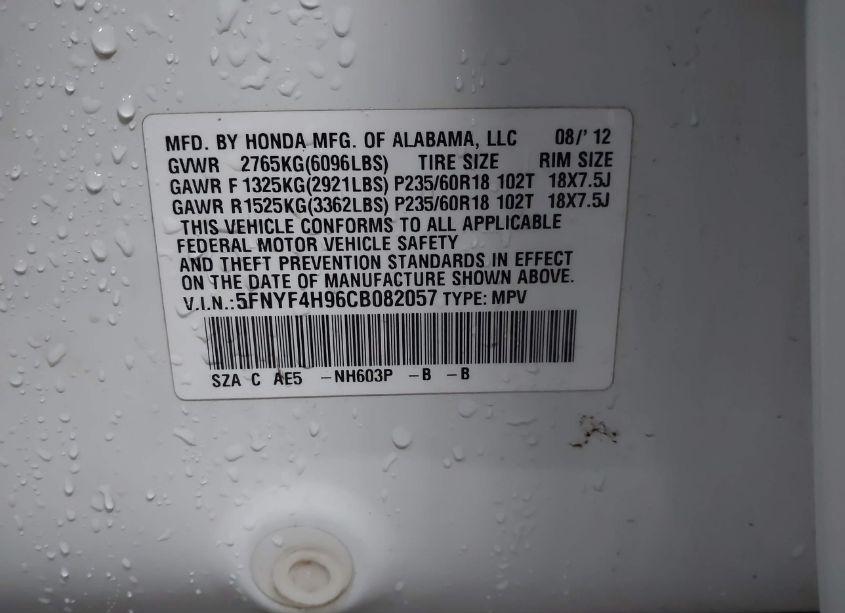 MFD. BY HONDA MFG. OF ALABAMA, LLC 08/' 12
GVWR 2765KG(6096LBS) TIRE SIZE RIM SIZE
GAWR F 1325KG(2921LBS) P235/60R18 102T 18X7.5J
GAWR R1525KG(3362LBS) P235/60R18 102T 18X7.5J
THIS VEHICLE CONFORMS TO ALL APPLICABLE
FEDERAL MOTOR VEHICLE SAFETY
AND THEFT PREVENTION STANDARDS IN EFFECT
ON THE DATE OF MANUFACTURE SHOWN ABOVE.
V.I.N.:5FNYF4H96CB082057 TYPE: MPV
SZA C AE5 -NH603P -B -B